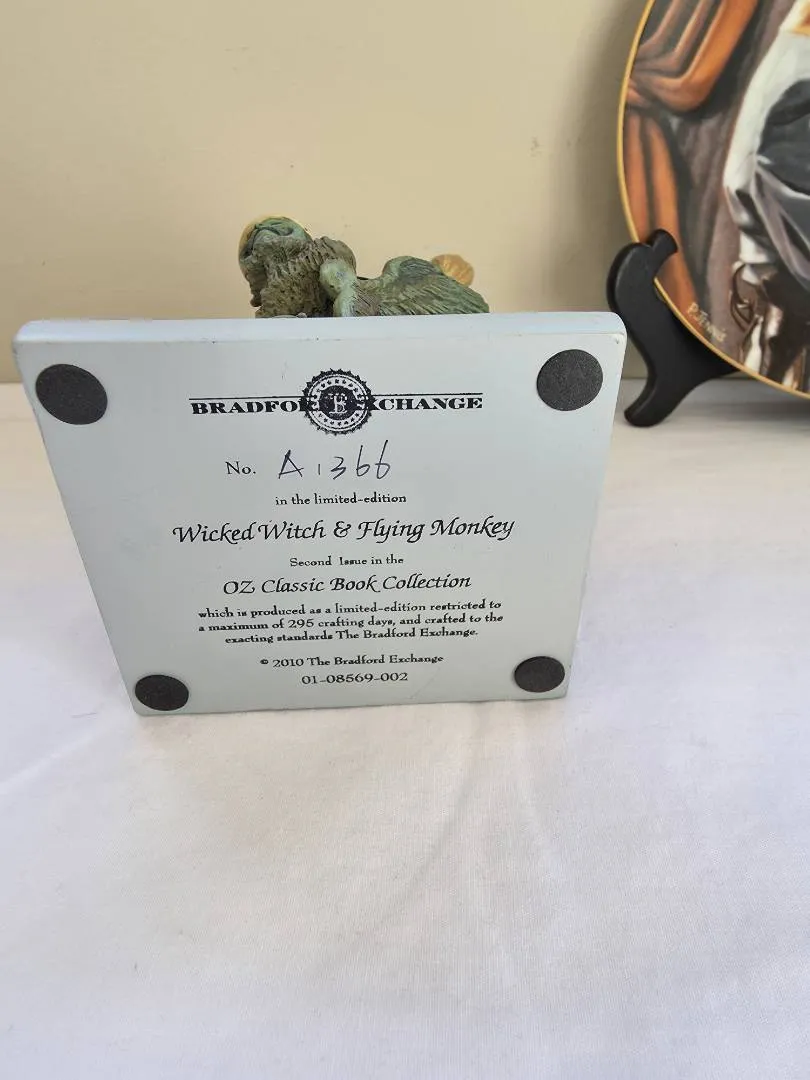 BRADFORD EXCHANGE
No. A1366
in the limited-edition
Wicked Witch & Flying Monkey
Second Issue in the
OZ Classic Book Collection
which is produced as a limited-edition restricted to
a maximum of 295 crafting days, and crafted to the
exacting standards The Bradford Exchange.
© 2010 The Bradford Exchange
01-08569-002